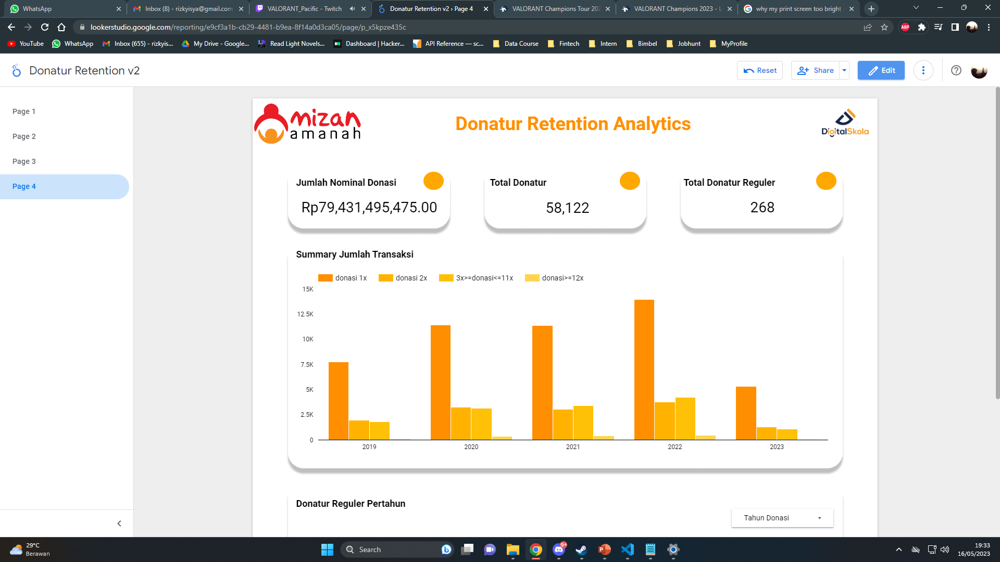 WhatsApp
Inbox (8) - rizkyisya@gmail.com
VALORANT_Pacific - Twitch
Donatur Retention v2 › Page 4
VALORANT Champions Tour 202
VALORANT Champions 2023 - L
why my print screen too bright -
lookerstudio.google.com/reporting/e9cf3a1b-cb29-4481-b9ea-8f14a0d3ca05/page/p_x5kpze435c
ABP
YouTube
WhatsApp
Inbox (655) - rizkyis...
My Drive - Google...
Read Light Novels...
Dashboard | Hacker...
API Reference — sc...
Data Course
Fintech
Intern
Bimbel
Jobhunt
MyProfile
Donatur Retention v2
Reset
Share
Edit
Page 1
Page 2
Page 3
Page 4
mizan
amanah
Donatur Retention Analytics
DigitalSkola
Jumlah Nominal Donasi
Rp79,431,495,475.00
Total Donatur
58,122
Total Donatur Reguler
268
Summary Jumlah Transaksi
donasi 1x
donasi 2x
3x>=donasi<=11x
donasi>=12x
15K
12.5K
10K
7.5K
5K
2.5K
0
2019
2020
2021
2022
2023
Donatur Reguler Pertahun
Tahun Donasi
29°C
Berawan
Search
9+
19:33
16/05/2023